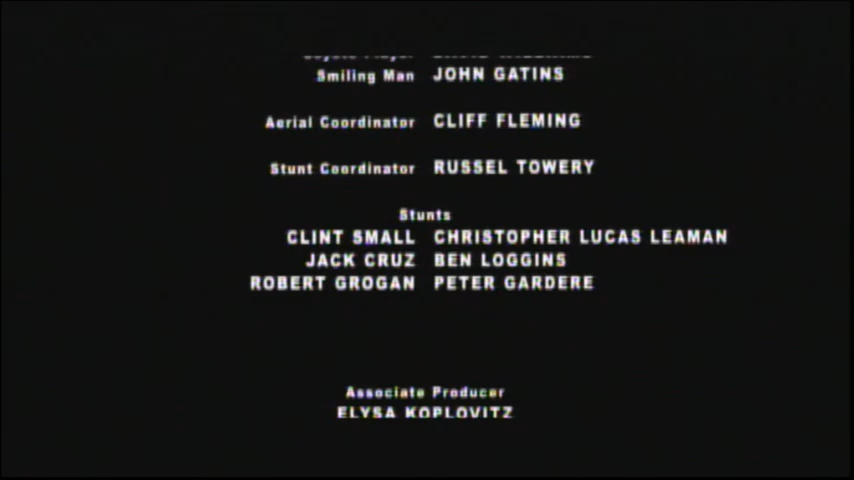 Smiling Man JOHN GATINS
Aerial Coordinator CLIFF FLEMING
Stunt Coordinator RUSSEL TOWERY
Stunts
CLINT SMALL CHRISTOPHER LUCAS LEAMAN
JACK CRUZ BEN LOGGINS
ROBERT GROGAN PETER GARDERE
Associate Producer
ELYSA KOPLOVITZ